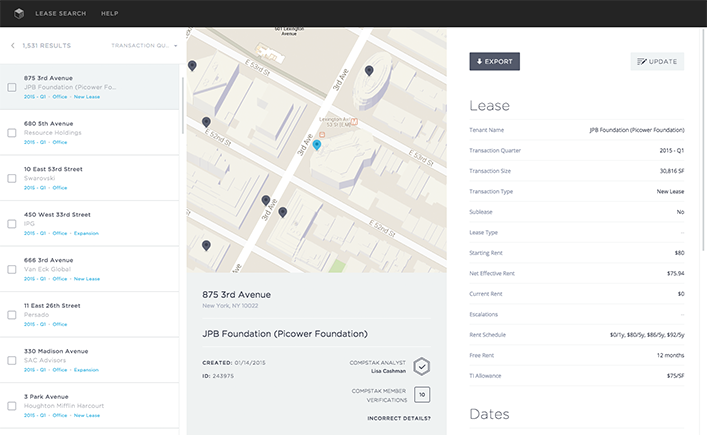 LEASE SEARCH
HELP
1,531 RESULTS
TRANSACTION QU...
875 3rd Avenue
JPB Foundation (Picower Fo...
2015 - Q1 · Office · New Lease
680 5th Avenue
Resource Holdings
2015 - Q1 · Office
10 East 53rd Street
Swarovski
2015 - Q1 · Office
450 West 33rd Street
IPG
2015 - Q1 · Office · Expansion
666 3rd Avenue
Van Eck Global
2015 - Q1 · Office · New Lease
11 East 26th Street
Persado
2015 - Q1 · Office
330 Madison Avenue
SAC Advisors
2015 - Q1 · Office · Expansion
3 Park Avenue
Houghton Mifflin Harcourt
2015 - Q1 · Office · New Lease
601 Lexington
Avenue
E 53rd St
3rd Ave
E 53rd St
Lexington Av/
53 St (E,M)
3rd Ave
E 52nd St
3rd Ave
E 52nd St
875 3rd Avenue
New York, NY 10022
JPB Foundation (Picower Foundation)
CREATED: 01/14/2015
ID: 243975
COMPSTAK ANALYST
Lisa Cashman
COMPSTAK MEMBER
VERIFICATIONS
10
INCORRECT DETAILS?
EXPORT
UPDATE
Lease
Tenant Name JPB Foundation (Picower Foundation)
Transaction Quarter 2015 - Q1
Transaction Size 30,816 SF
Transaction Type New Lease
Sublease No
Lease Type -
Starting Rent $80
Net Effective Rent $75.94
Current Rent $0
Escalations -
Rent Schedule $0/1y, $80/5y, $86/5y, $92/5y
Free Rent 12 months
TI Allowance $75/SF
Dates